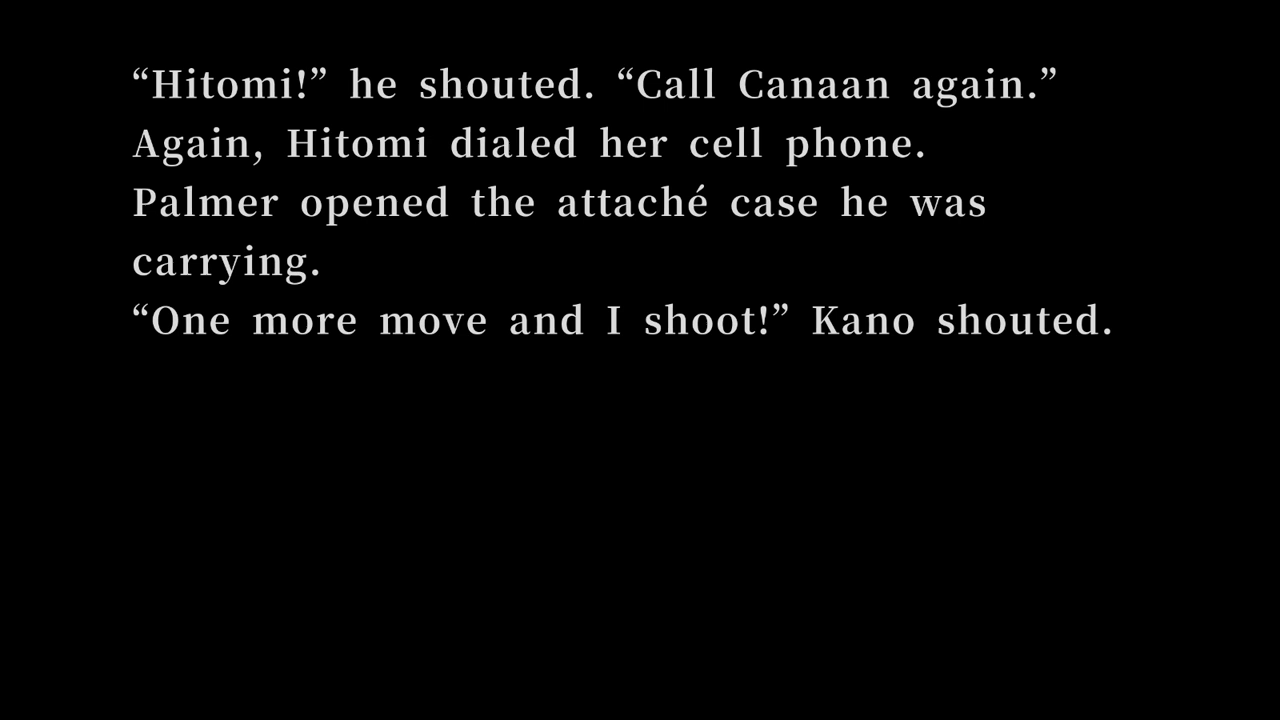 “Hitomi!” he shouted. “Call Canaan again.”
Again, Hitomi dialed her cell phone.
Palmer opened the attaché case he was
carrying.
“One more move and I shoot!” Kano shouted.